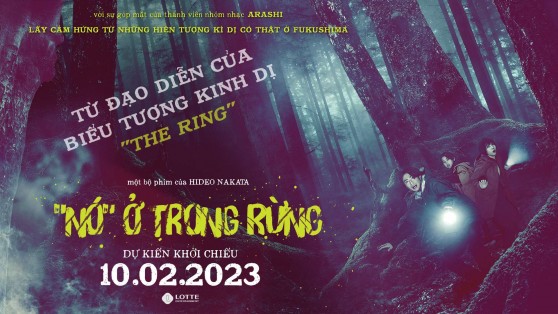 với sự góp mặt của thành viên nhóm nhạc ARASHI
LẤY CẢM HỨNG TỪ NHỮNG HIỆN TƯỢNG KÌ DỊ CÓ THẬT Ở FUKUSHIMA
TỪ ĐẠO DIỄN CỦA
BIỂU TƯỢNG KINH DỊ
"THE RING"
một bộ phim của HIDEO NAKATA
"NÓ" Ở TRONG RỪNG
DỰ KIẾN KHỞI CHIẾU
10.02.2023
LOTTE